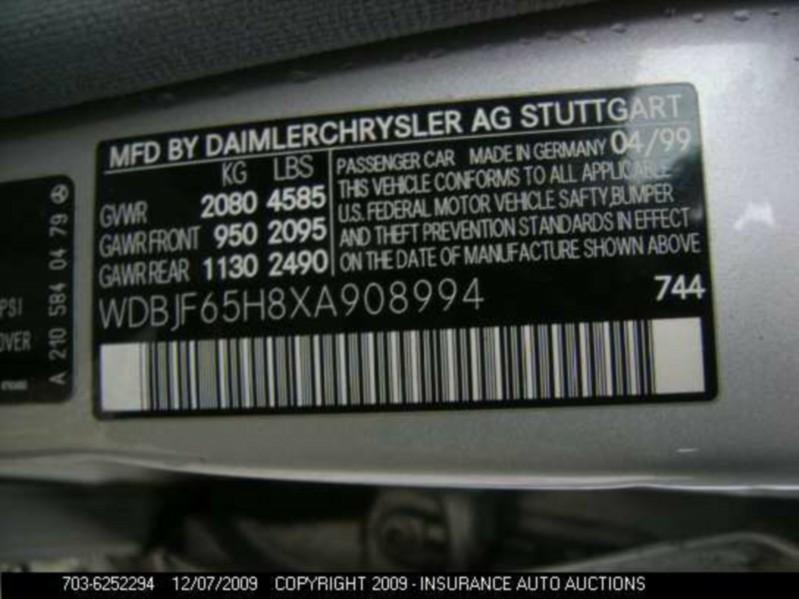 MFD BY DAIMLERCHRYSLER AG STUTTGART
KG LBS
GVWR 2080 4585
GAWR FRONT 950 2095
GAWR REAR 1130 2490
PASSENGER CAR MADE IN GERMANY 04/99
THIS VEHICLE CONFORMS TO ALL APPLICABLE
U.S. FEDERAL MOTOR VEHICLE SAFTY,BUMPER
AND THEFT PREVENTION STANDARDS IN EFFECT
ON THE DATE OF MANUFACTURE SHOWN ABOVE
WDBJF65H8XA908994 744
PSI
OVER
A 210 584 04 79
703-6252294 12/07/2009 COPYRIGHT 2009 - INSURANCE AUTO AUCTIONS